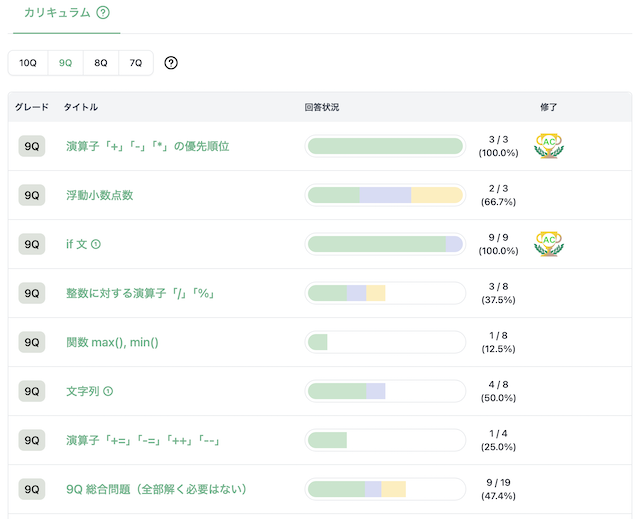 カリキュラム ?
10Q 9Q 8Q 7Q ?
グレード タイトル 回答状況 修了
9Q 演算子「+」「-」「*」の優先順位 3 / 3 AC
(100.0%)
9Q 浮動小数点数 2 / 3
(66.7%)
9Q if 文 ① 9 / 9 AC
(100.0%)
9Q 整数に対する演算子「/」「%」 3 / 8
(37.5%)
9Q 関数 max(), min() 1 / 8
(12.5%)
9Q 文字列 ① 4 / 8
(50.0%)
9Q 演算子「+=」「-=」「++」「--」 1 / 4
(25.0%)
9Q 9Q 総合問題（全部解く必要はない） 9 / 19
(47.4%)